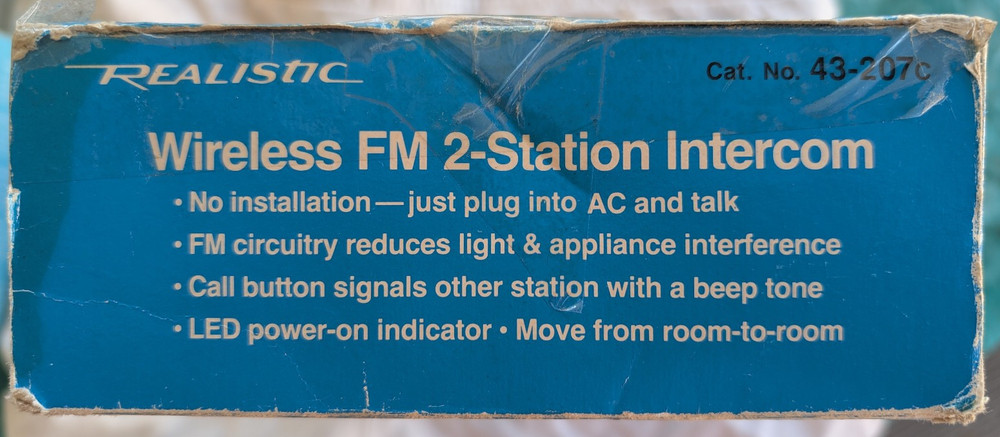 REALISTIC
Cat. No. 43-207C
Wireless FM 2-Station Intercom
• No installation — just plug into AC and talk
• FM circuitry reduces light & appliance interference
• Call button signals other station with a beep tone
• LED power-on indicator • Move from room-to-room